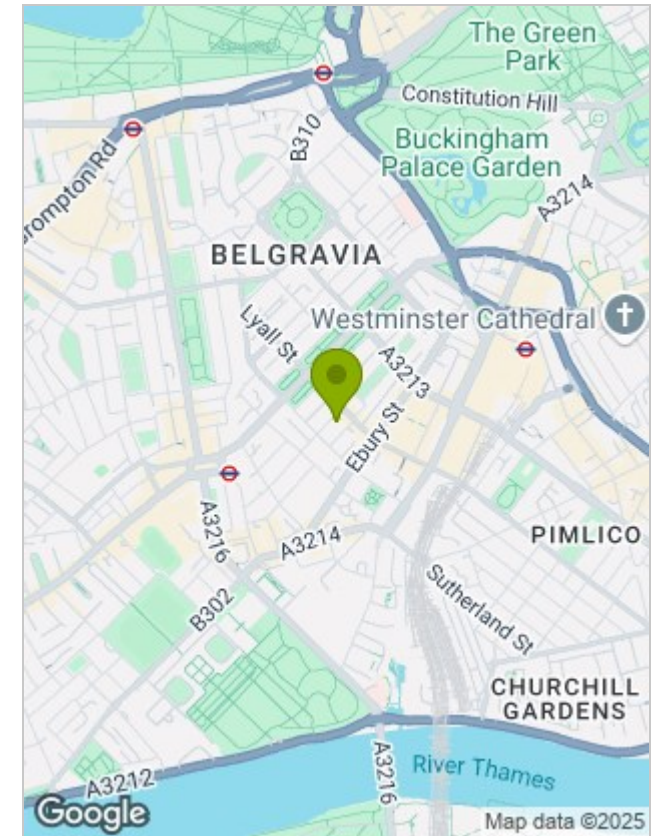 The Green
Park
Constitution Hill
B310
Buckingham
Palace Garden
rompton Rd
A3214
BELGRAVIA
Lyall St
Westminster Cathedral
A3213
Ebury St
A3216
A3214
PIMLICO
B302
Sutherland St
CHURCHILL
GARDENS
A3212
A3216
River Thames
Google
Map data ©2025